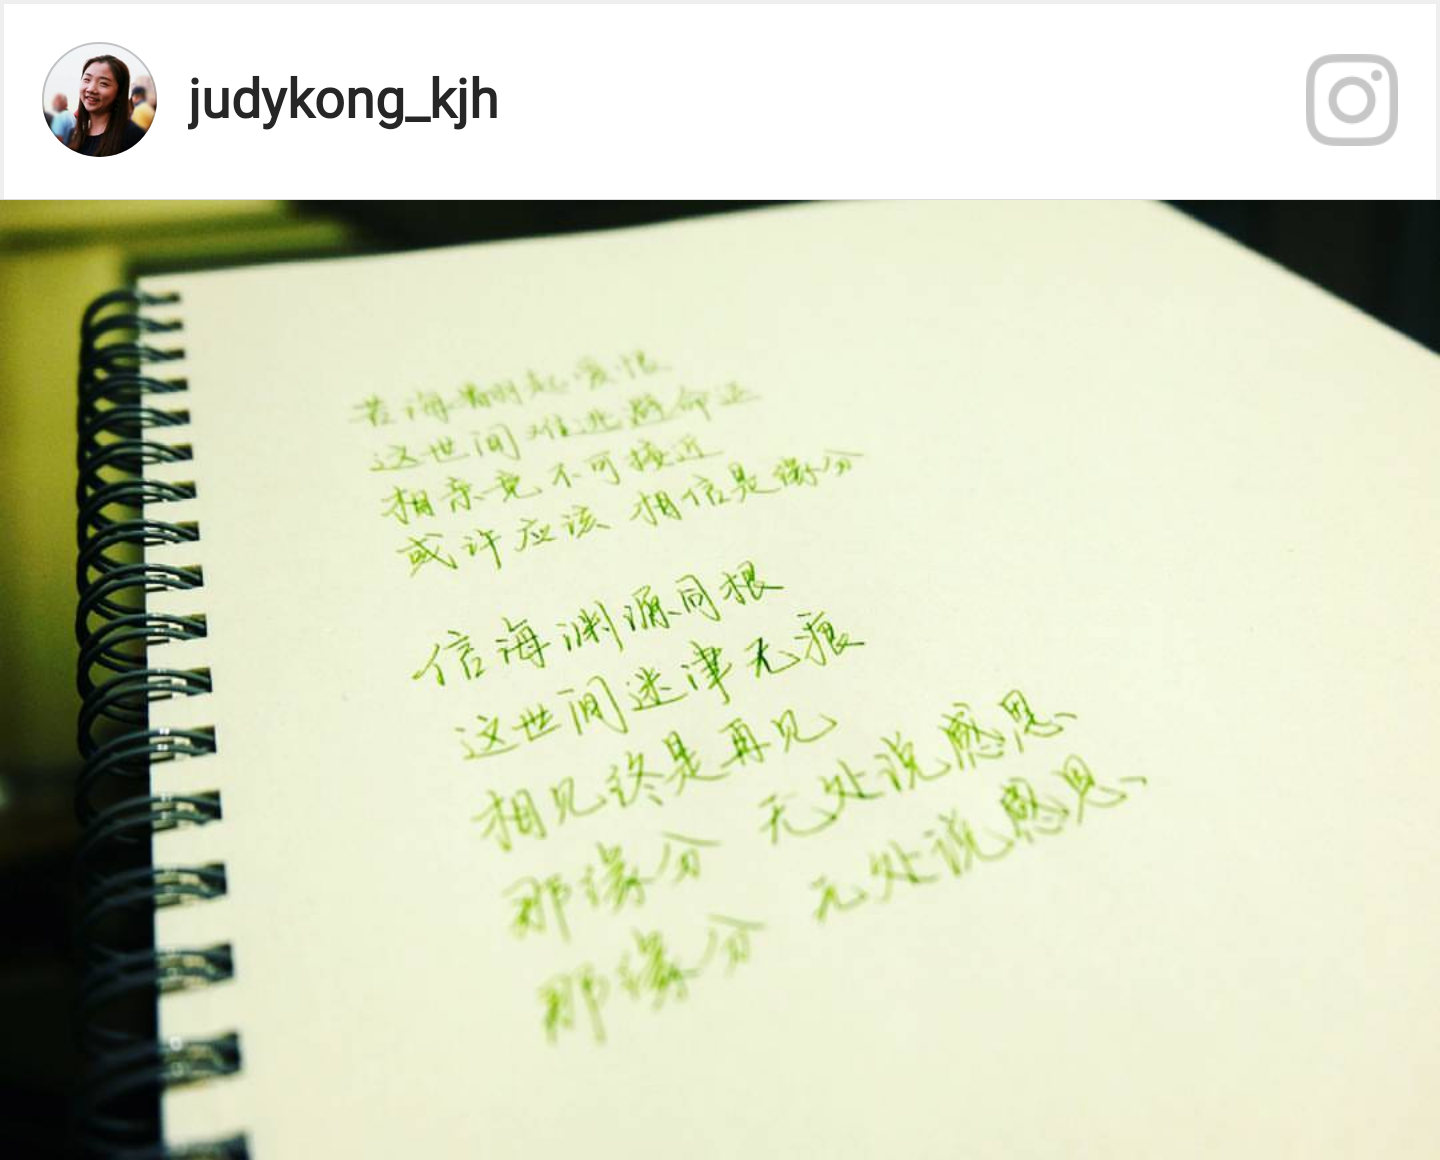 judykong_kjh
苦海翻起爱恨
这世间难逃避命运
相亲竟不可接近
或许应该 相信是缘分
信海渊源同根
这世间迷津无痕
相见终是再见
那缘分 无处说感恩
那缘分 无处说感恩